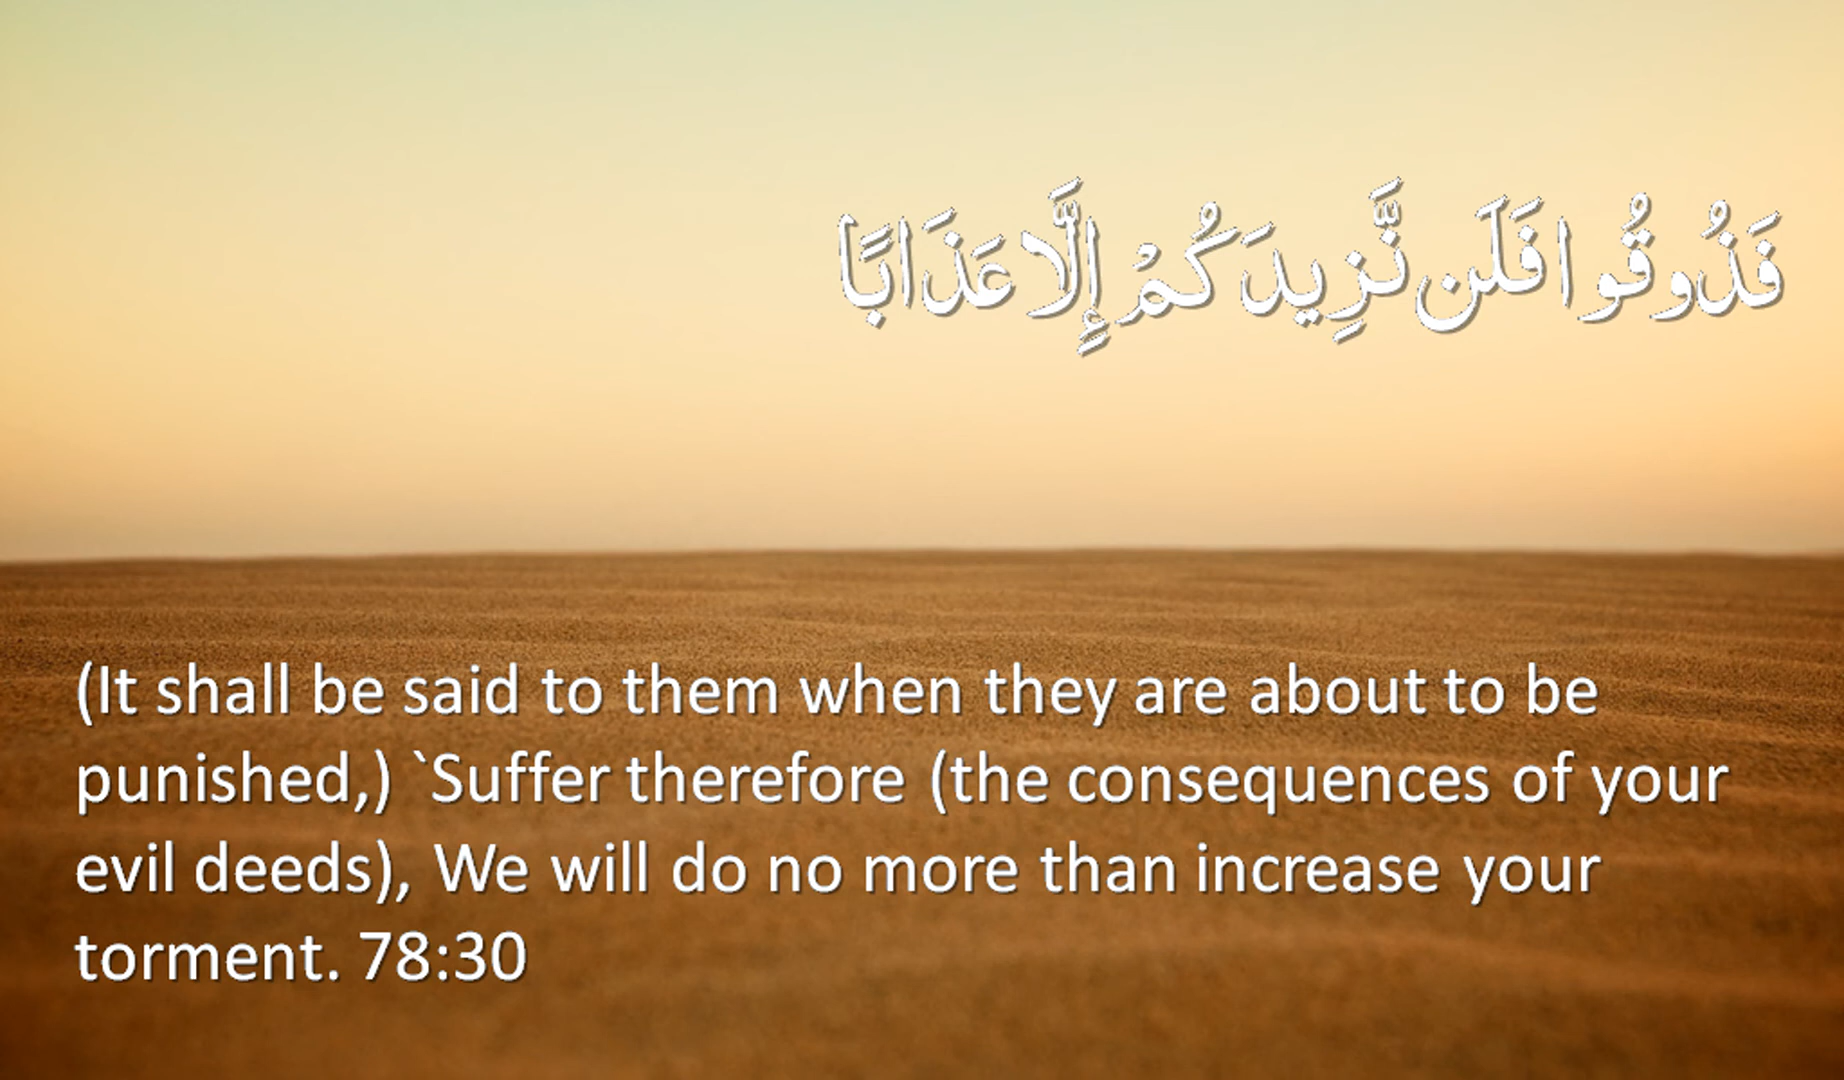 فَذُوقُوا فَلَن نَّزِيدَكُمْ إِلَّا عَذَابًا
(It shall be said to them when they are about to be
punished,) `Suffer therefore (the consequences of your
evil deeds), We will do no more than increase your
torment. 78:30